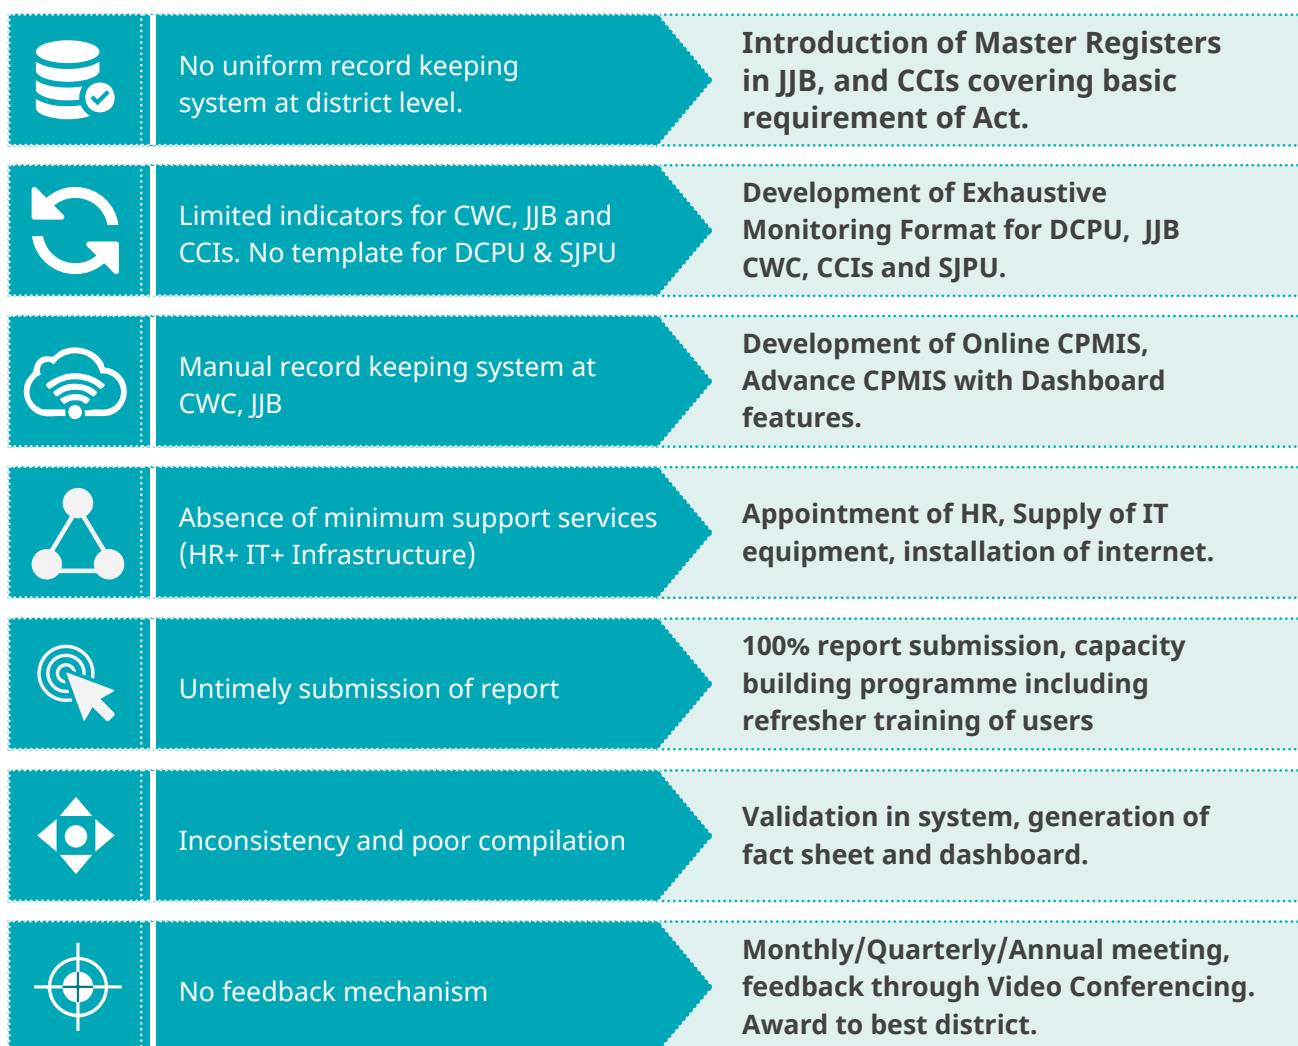 No uniform record keeping
system at district level.
Introduction of Master Registers
in JJB, and CCIs covering basic
requirement of Act.
Limited indicators for CWC, JJB and
CCIs. No template for DCPU & SJPU
Development of Exhaustive
Monitoring Format for DCPU, JJB
CWC, CCIs and SJPU.
Manual record keeping system at
CWC, JJB
Development of Online CPMIS,
Advance CPMIS with Dashboard
features.
Absence of minimum support services
(HR+ IT+ Infrastructure)
Appointment of HR, Supply of IT
equipment, installation of internet.
Untimely submission of report
100% report submission, capacity
building programme including
refresher training of users
Inconsistency and poor compilation
Validation in system, generation of
fact sheet and dashboard.
No feedback mechanism
Monthly/Quarterly/Annual meeting,
feedback through Video Conferencing.
Award to best district.